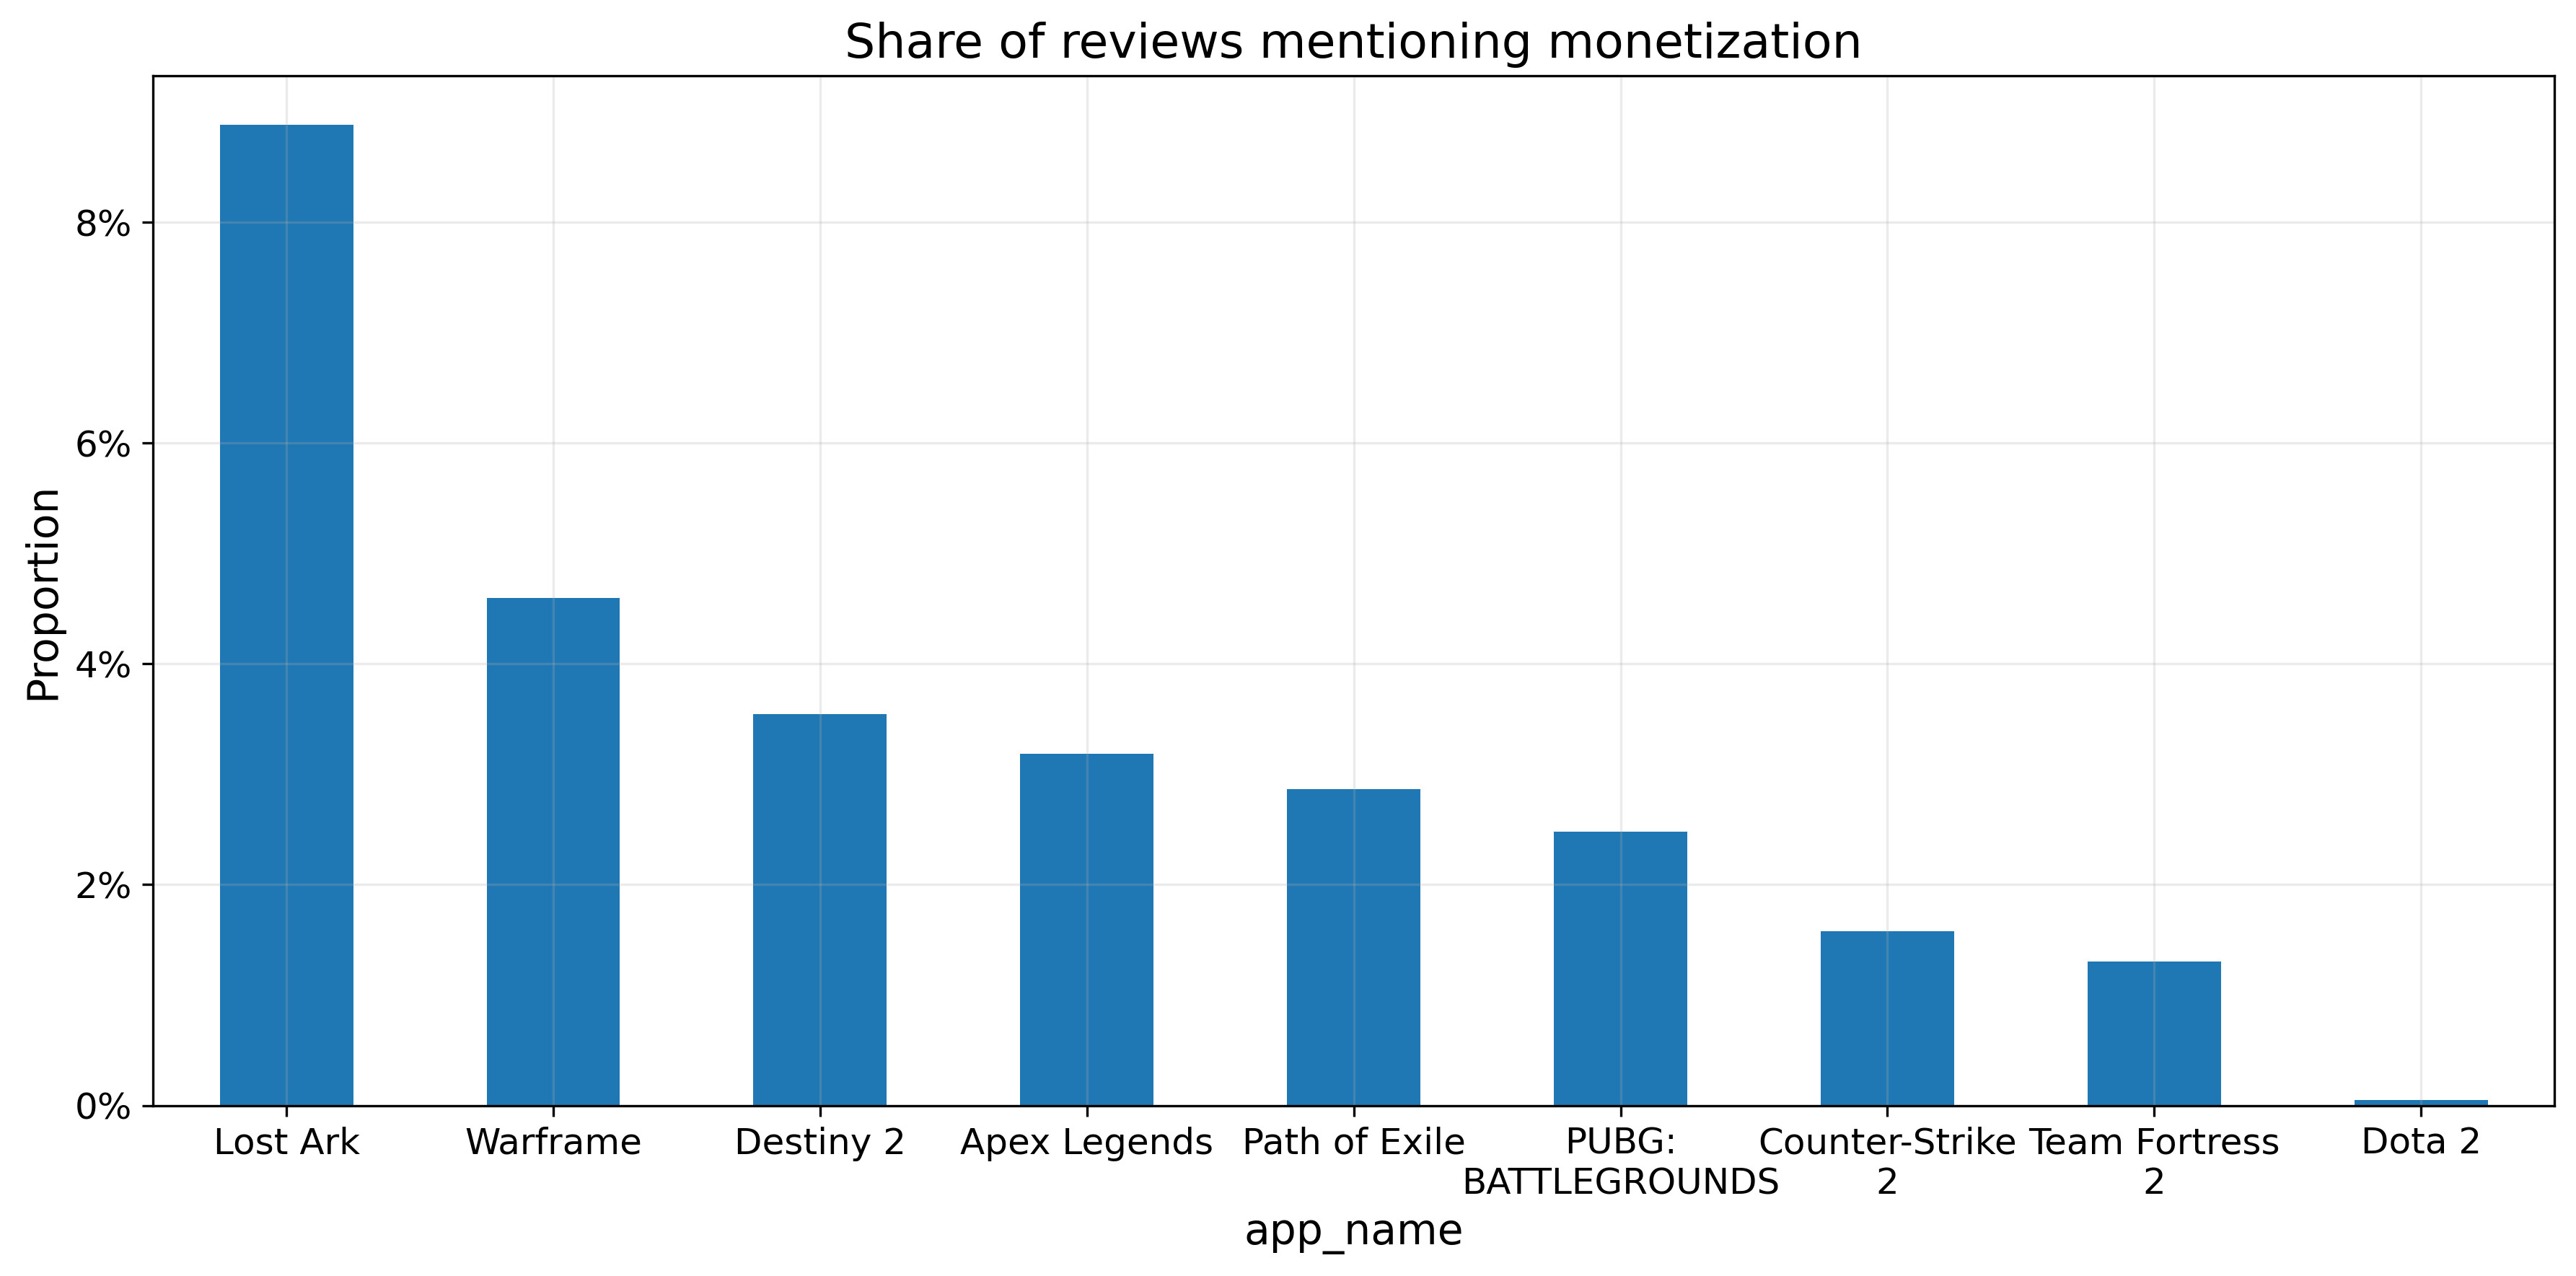 Share of reviews mentioning monetization
Proportion
8%
6%
4%
2%
0%
Lost Ark
Warframe
Destiny 2
Apex Legends
Path of Exile
PUBG:
BATTLEGROUNDS
Counter-Strike
2
Team Fortress
2
Dota 2
app_name